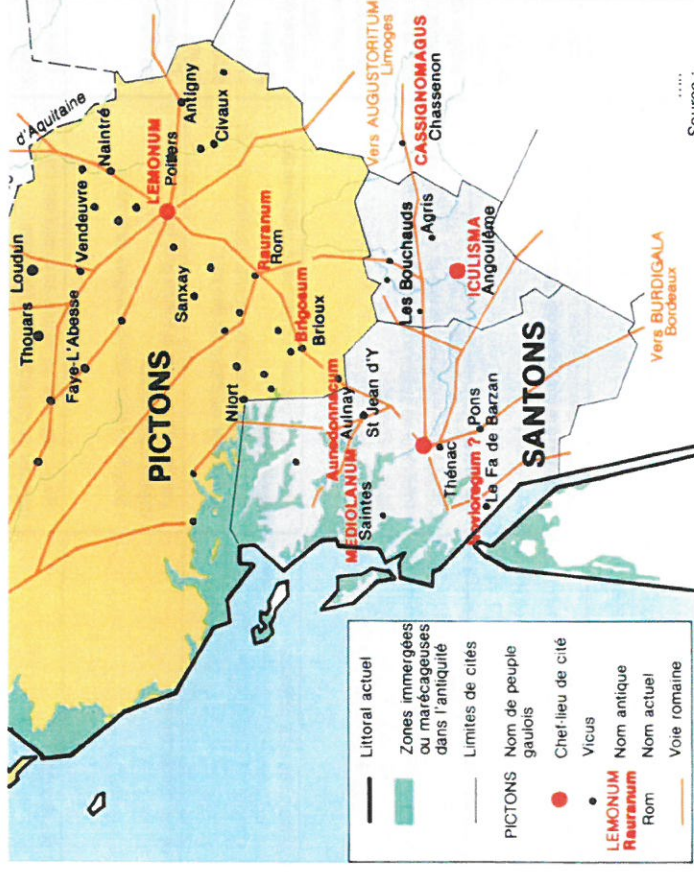 d'Aquitaine
Loudun
Thouars
Naintré
Vendeuvre
Faye-L'Abesse
LEMONUM
Poitiers
Antigny
Civaux
PICTONS
Sanxay
Rauranum
Rom
Niort
Brigosum
Brioux
Aunedonnacum
Aulnay
St Jean d'Y
MEDIOLANUM
Saintes
Vers AUGUSTORITUM
Limoges
CASSIGNOMAGUS
Chassenon
Les Bouchauds
Agris
ICULISMA
Angoulême
Thénac
Pons
Le Fa de Barzan
SANTONS
Vers BURDIGALA
Bordeaux
Littoral actuel
Zones immergées
ou marécageuses
dans l'antiquité
Limites de cités
PICTONS Nom de peuple
gaulois
Chef-lieu de cité
Vicus
LEMONUM
Rauranum Nom antique
Rom Nom actuel
Voie romaine